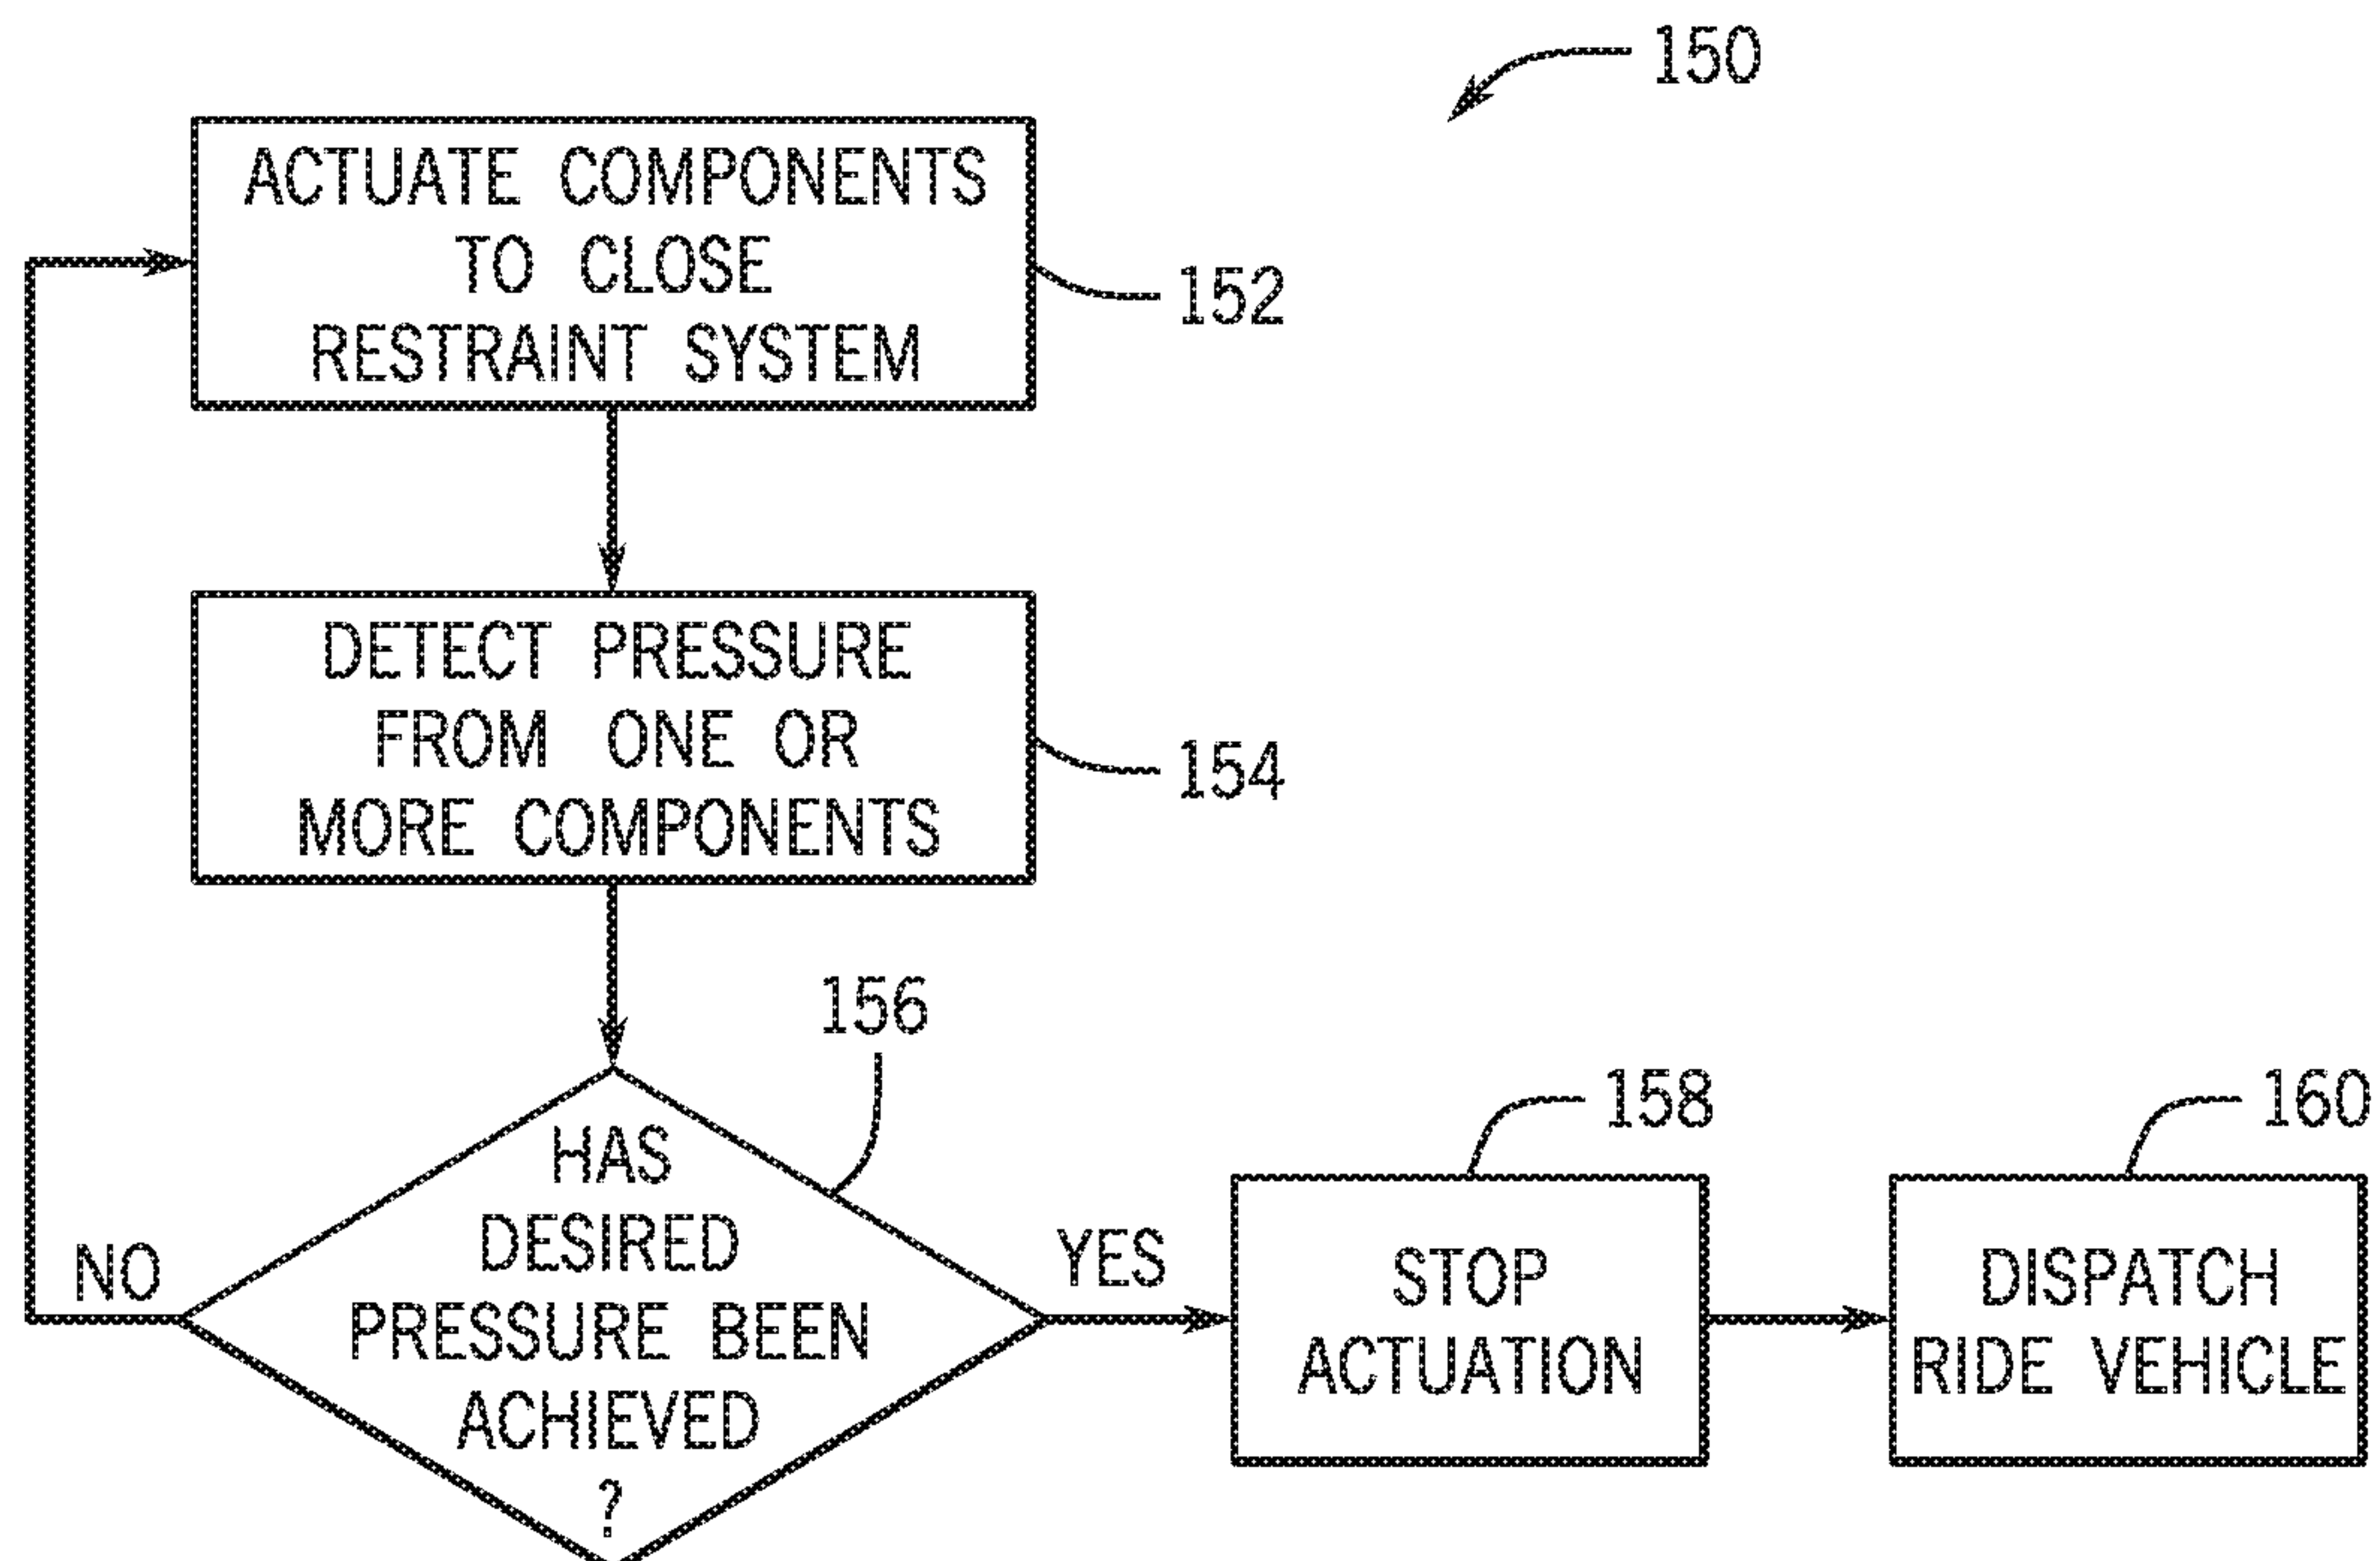 150
ACTUATE COMPONENTS
TO CLOSE
RESTRAINT SYSTEM
152
DETECT PRESSURE
FROM ONE OR
MORE COMPONENTS
154
156
HAS
DESIRED
PRESSURE BEEN
ACHIEVED
?
NO
YES
158
STOP
ACTUATION
160
DISPATCH
RIDE VEHICLE